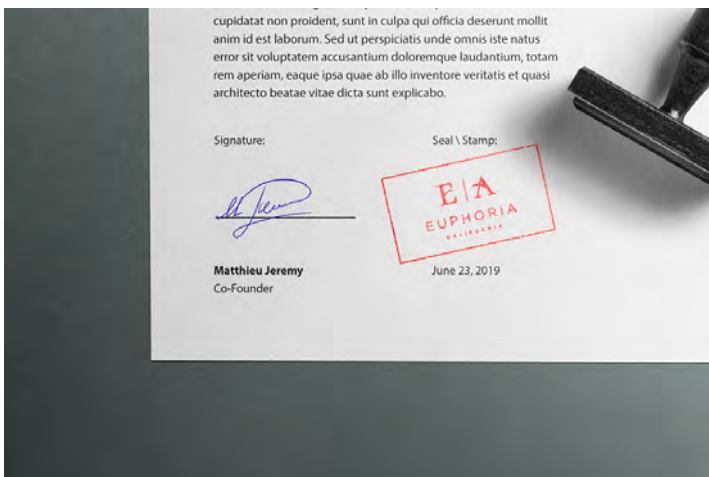 cupidatat non proident, sunt in culpa qui officia deserunt mollit
anim id est laborum. Sed ut perspiciatis unde omnis iste natus
error sit voluptatem accusantium doloremque laudantium, totam
rem aperiam, eaque ipsa quae ab illo inventore veritatis et quasi
architecto beatae vitae dicta sunt explicabo.
Signature:
Seal \ Stamp:
E|A
EUPHORIA
CALIFORNIA
Matthieu Jeremy
June 23, 2019
Co-Founder